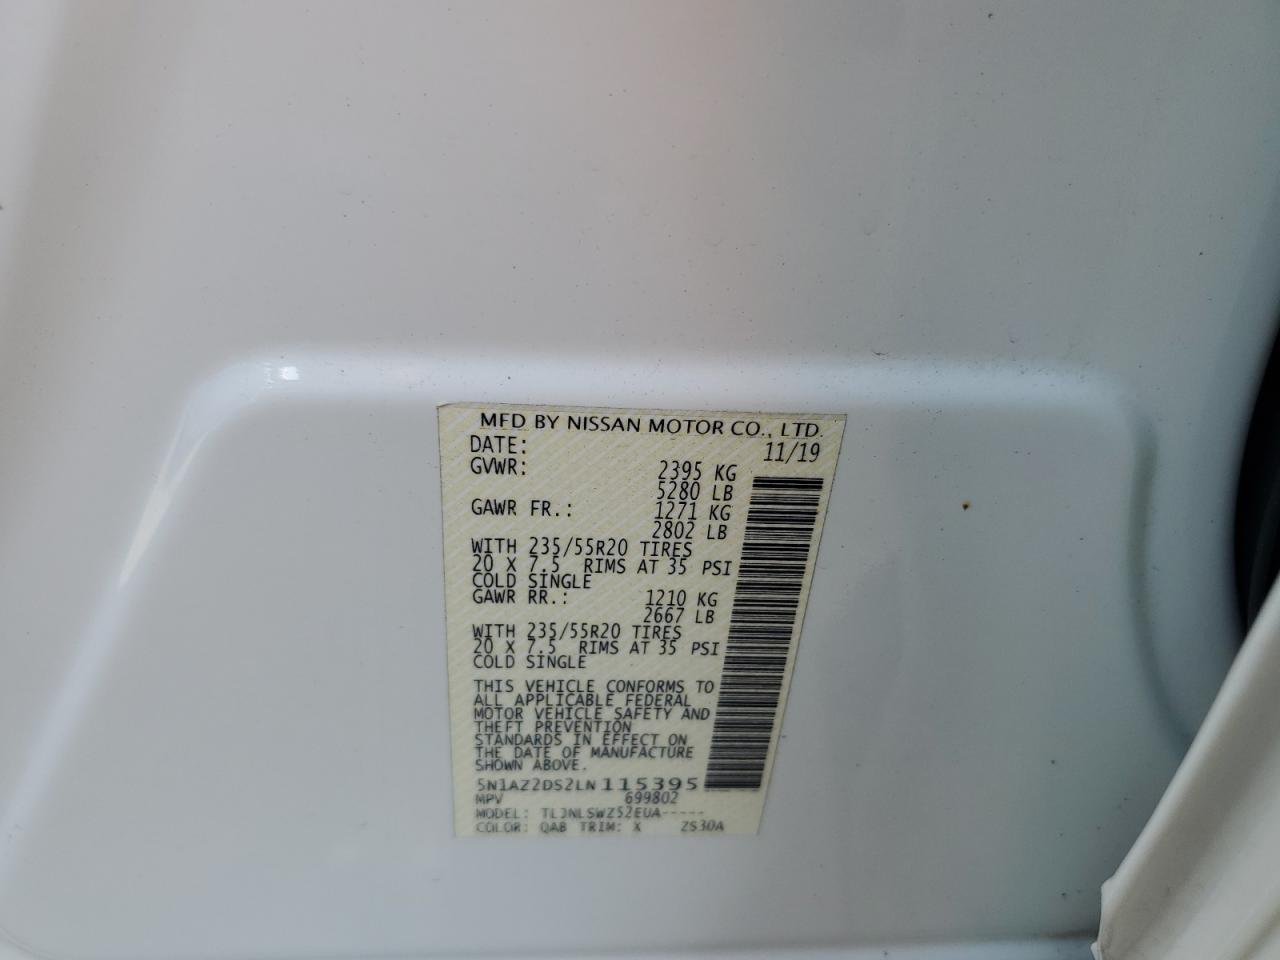 MFD BY NISSAN MOTOR CO., LTD.
DATE: 11/19
GVWR: 2395 KG
5280 LB
GAWR FR.: 1271 KG
2802 LB
WITH 235/55R20 TIRES
20 X 7.5 RIMS AT 35 PSI
COLD SINGLE
GAWR RR.: 1210 KG
2667 LB
WITH 235/55R20 TIRES
20 X 7.5 RIMS AT 35 PSI
COLD SINGLE
THIS VEHICLE CONFORMS TO
ALL APPLICABLE FEDERAL
MOTOR VEHICLE SAFETY AND
THEFT PREVENTION
STANDARDS IN EFFECT ON
THE DATE OF MANUFACTURE
SHOWN ABOVE.
5N1AZ2DS2LN115395
MPV 699802
MODEL: TLJNLSWZ52EUA-----
COLOR: QAB TRIM: X ZS30A